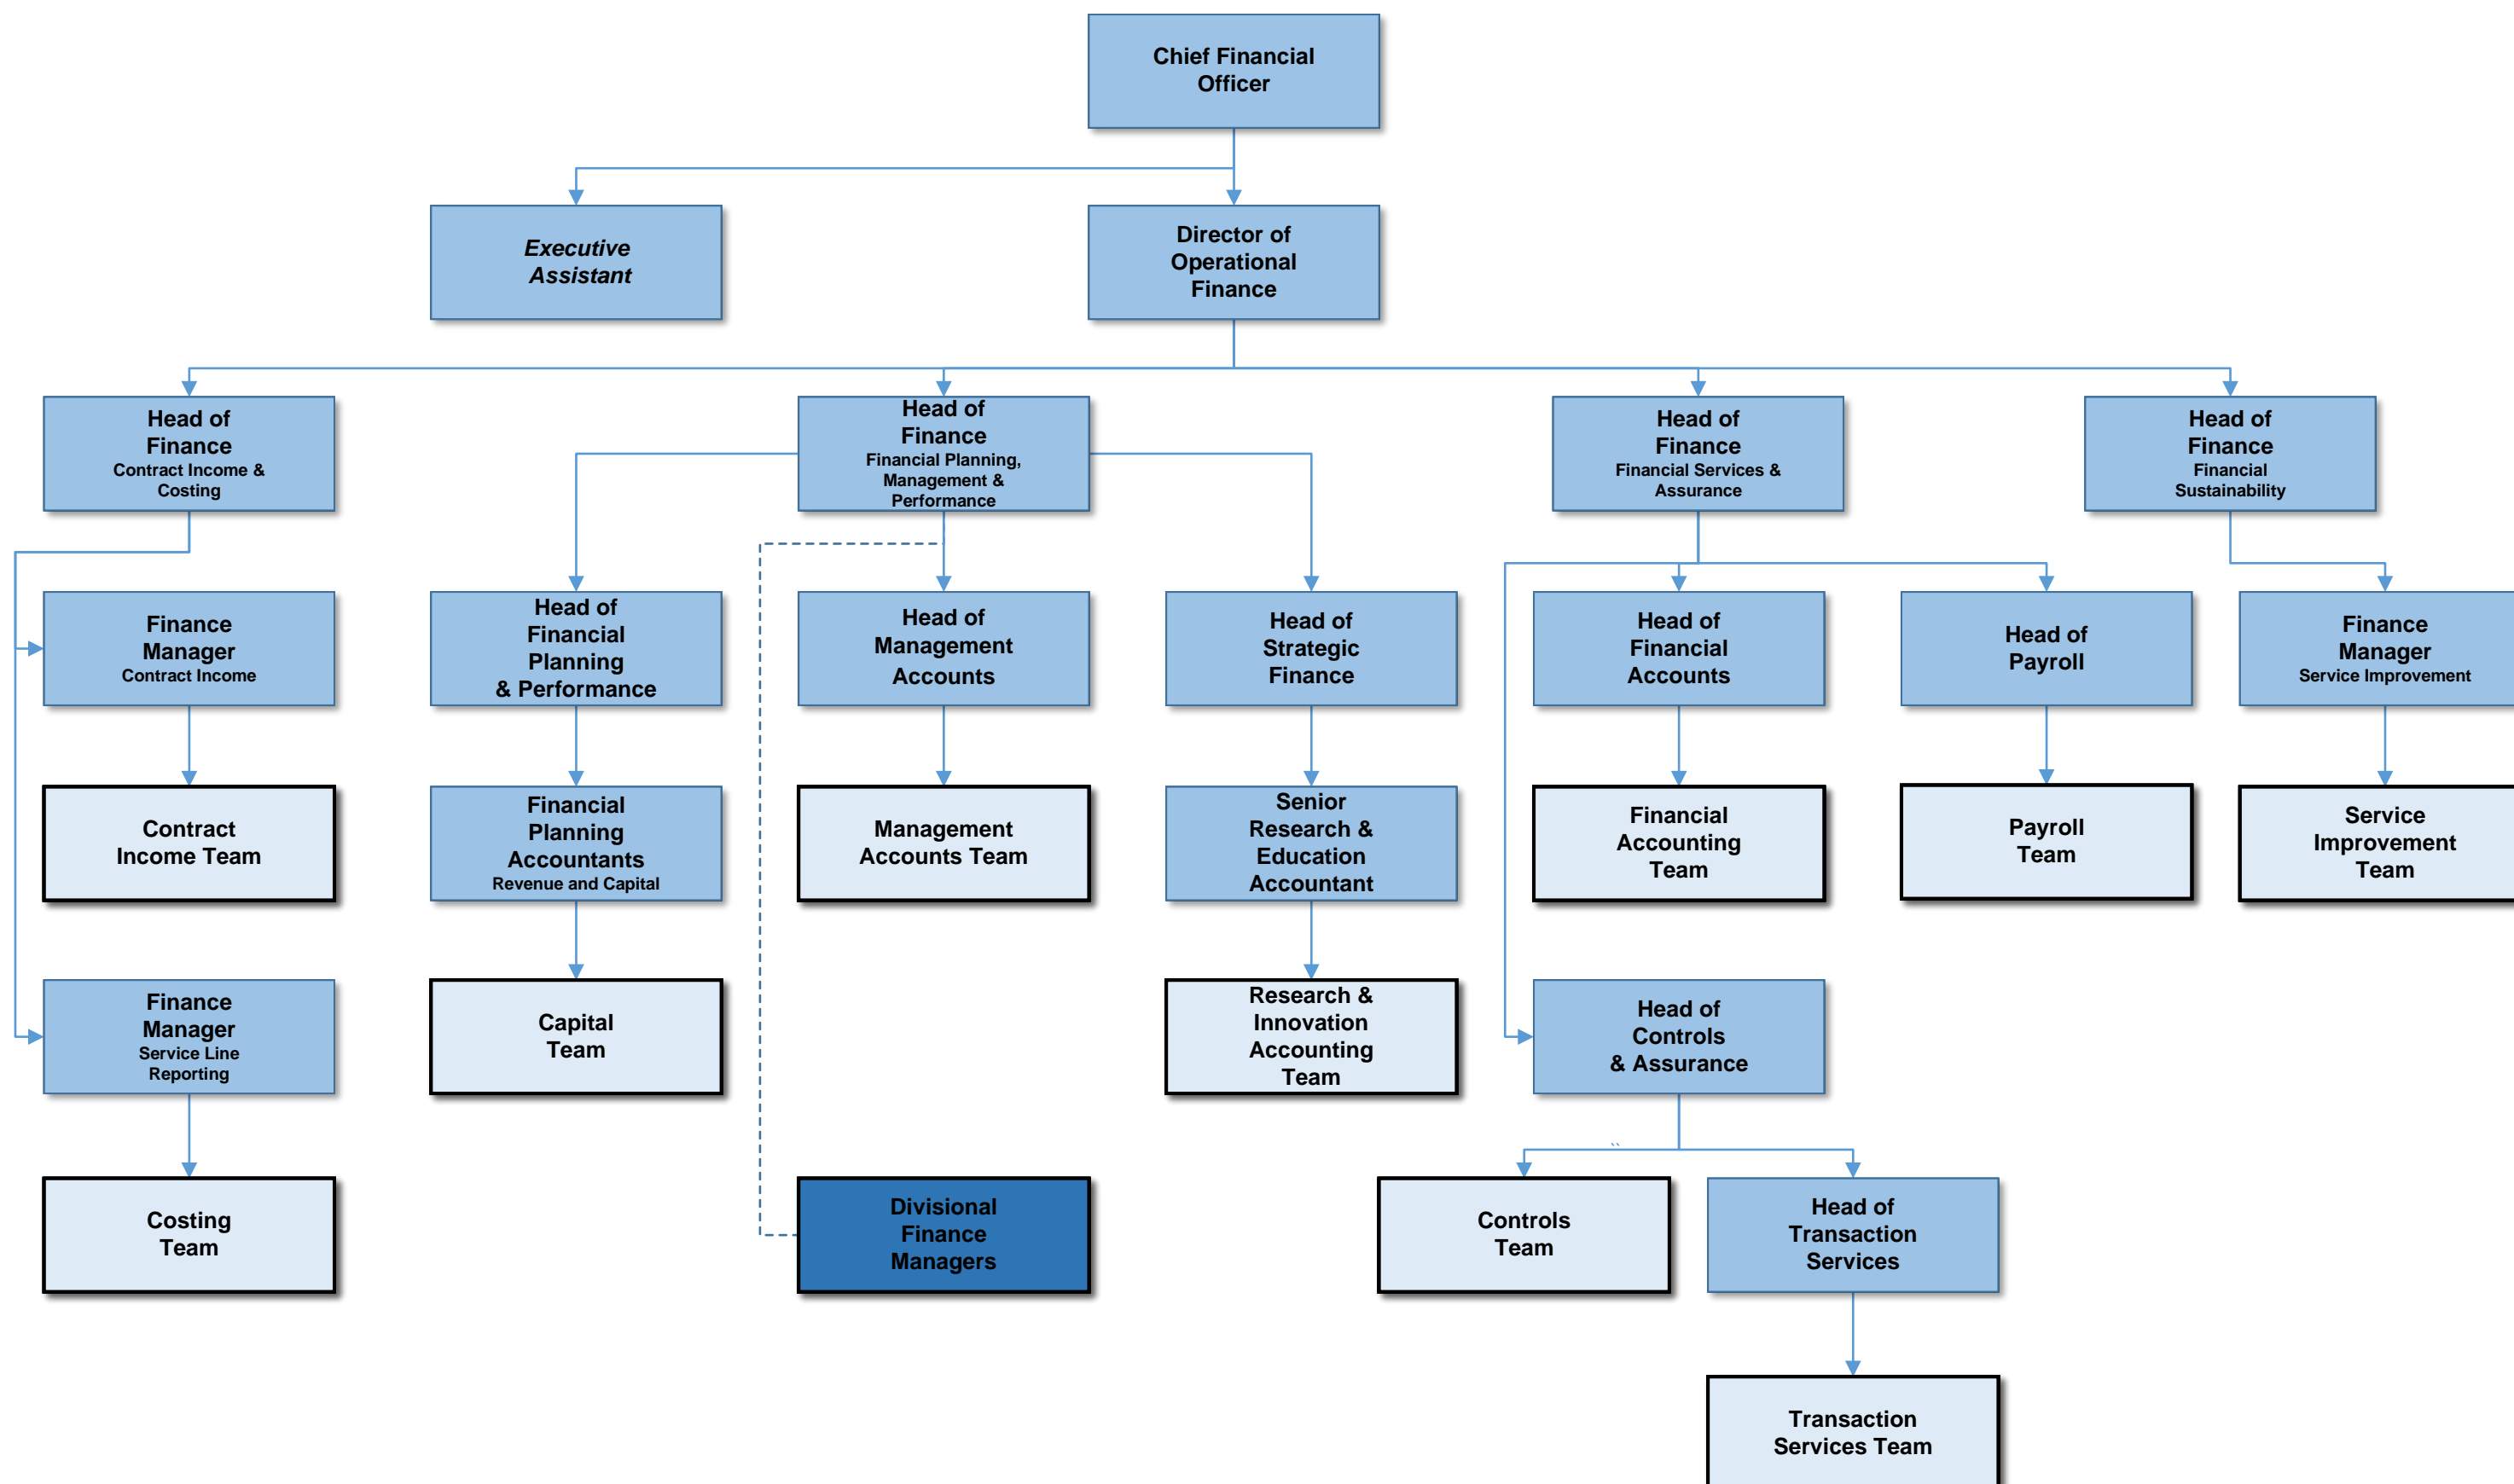 Chief Financial
Officer
Executive
Assistant
Director of
Operational
Finance
Head of
Finance
Contract Income &
Costing
Head of
Finance
Financial Planning,
Management &
Performance
Head of
Finance
Financial Services &
Assurance
Head of
Finance
Financial
Sustainability
Finance
Manager
Contract Income
Head of
Financial
Planning
& Performance
Head of
Management
Accounts
Head of
Strategic
Finance
Head of
Financial
Accounts
Head of
Payroll
Finance
Manager
Service Improvement
Contract
Income Team
Financial
Planning
Accountants
Revenue and Capital
Management
Accounts Team
Senior
Research &
Education
Accountant
Financial
Accounting
Team
Payroll
Team
Service
Improvement
Team
Finance
Manager
Service Line
Reporting
Capital
Team
Research &
Innovation
Accounting
Team
Head of
Controls
& Assurance
``
Costing
Team
Divisional
Finance
Managers
Controls
Team
Head of
Transaction
Services
Transaction
Services Team